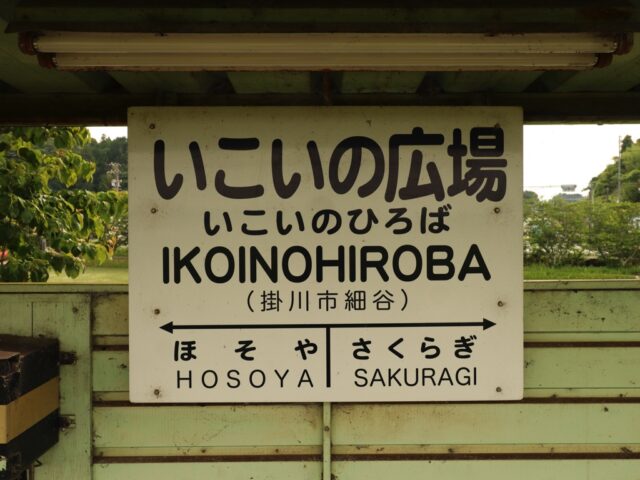 いこいの広場
いこいのひろば
IKOINOHIROBA
（掛川市細谷）
ほそや さくらぎ
HOSOYA SAKURAGI